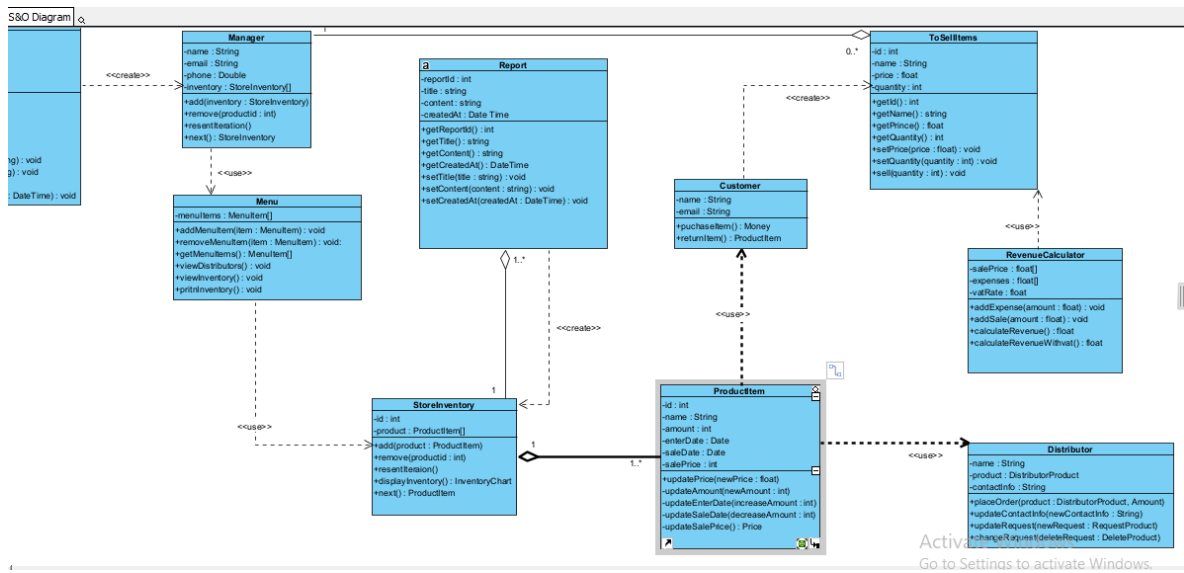 S&O Diagram
Manager
-name : String
-email : String
-phone : Double
-inventory : StoreInventory[]
+add(inventory : StoreInventory)
+remove(productid : int)
+resentIteration()
+next() : StoreInventory
<<create>>
g) : void
g) : void
: DateTime) : void
<<use>>
Menu
-menuItems : MenuItem[]
+addMenuItem(item : MenuItem) : void
+removeMenuItem(item : MenuItem) : void:
+getMenuItems() : MenuItem[]
+viewDistributors() : void
+viewInventory() : void
+pritnInventory() : void
<<use>>
a
Report
-reportId : int
-title : string
-content : string
-createdAt : Date Time
+getReportId() : int
+getTitle() : string
+getContent() : string
+getCreatedAt() : DateTime
+setTitle(title : string) : void
+setContent(content : string) : void
+setCreatedAt(createdAt : DateTime) : void
1..*
<<create>>
1
StoreInventory
-id : int
-product : ProductItem[]
+add(product : ProductItem)
+remove(productid : int)
+resentIteraion()
+displayInventory() : InventoryChart
+next() : ProductItem
1
1..*
0..*
ToSellItems
-id : int
-name : String
-price : float
-quantity : int
+getId() : int
+getName() : string
+getPrince() : float
+getQuantity() : int
+setPrice(price : float) : void
+setQuantity(quantity : int) : void
+sell(quantity : int) : void
<<create>>
Customer
-name : String
-email : String
+puchaseItem() : Money
+returnItem() : ProductItem
<<use>>
<<use>>
RevenueCalculator
-salePrice : float[]
-expenses : float[]
-vatRate : float
+addExpense(amount : float) : void
+addSale(amount : float) : void
+calculateRevenue() : float
+calculateRevenueWithvat() : float
ProductItem
-id : int
-name : String
-amount : int
-enterDate : Date
-saleDate : Date
-salePrice : int
+updatePrice(newPrice : float)
-updateAmount(newAmount : int)
-updateEnterDate(increaseAmount : int)
-updateSaleDate(decreaseAmount : int)
-updateSalePrice() : Price
<<use>>
Distributor
-name : String
-product : DistributorProduct
-contactInfo : String
+placeOrder(product : DistributorProduct, Amount)
+updateContactInfo(newContactInfo : String)
+updateRequest(newRequest : RequestProduct)
+changeRequest(deleteRequest : DeleteProduct)
Activate Windows
Go to Settings to activate Windows.